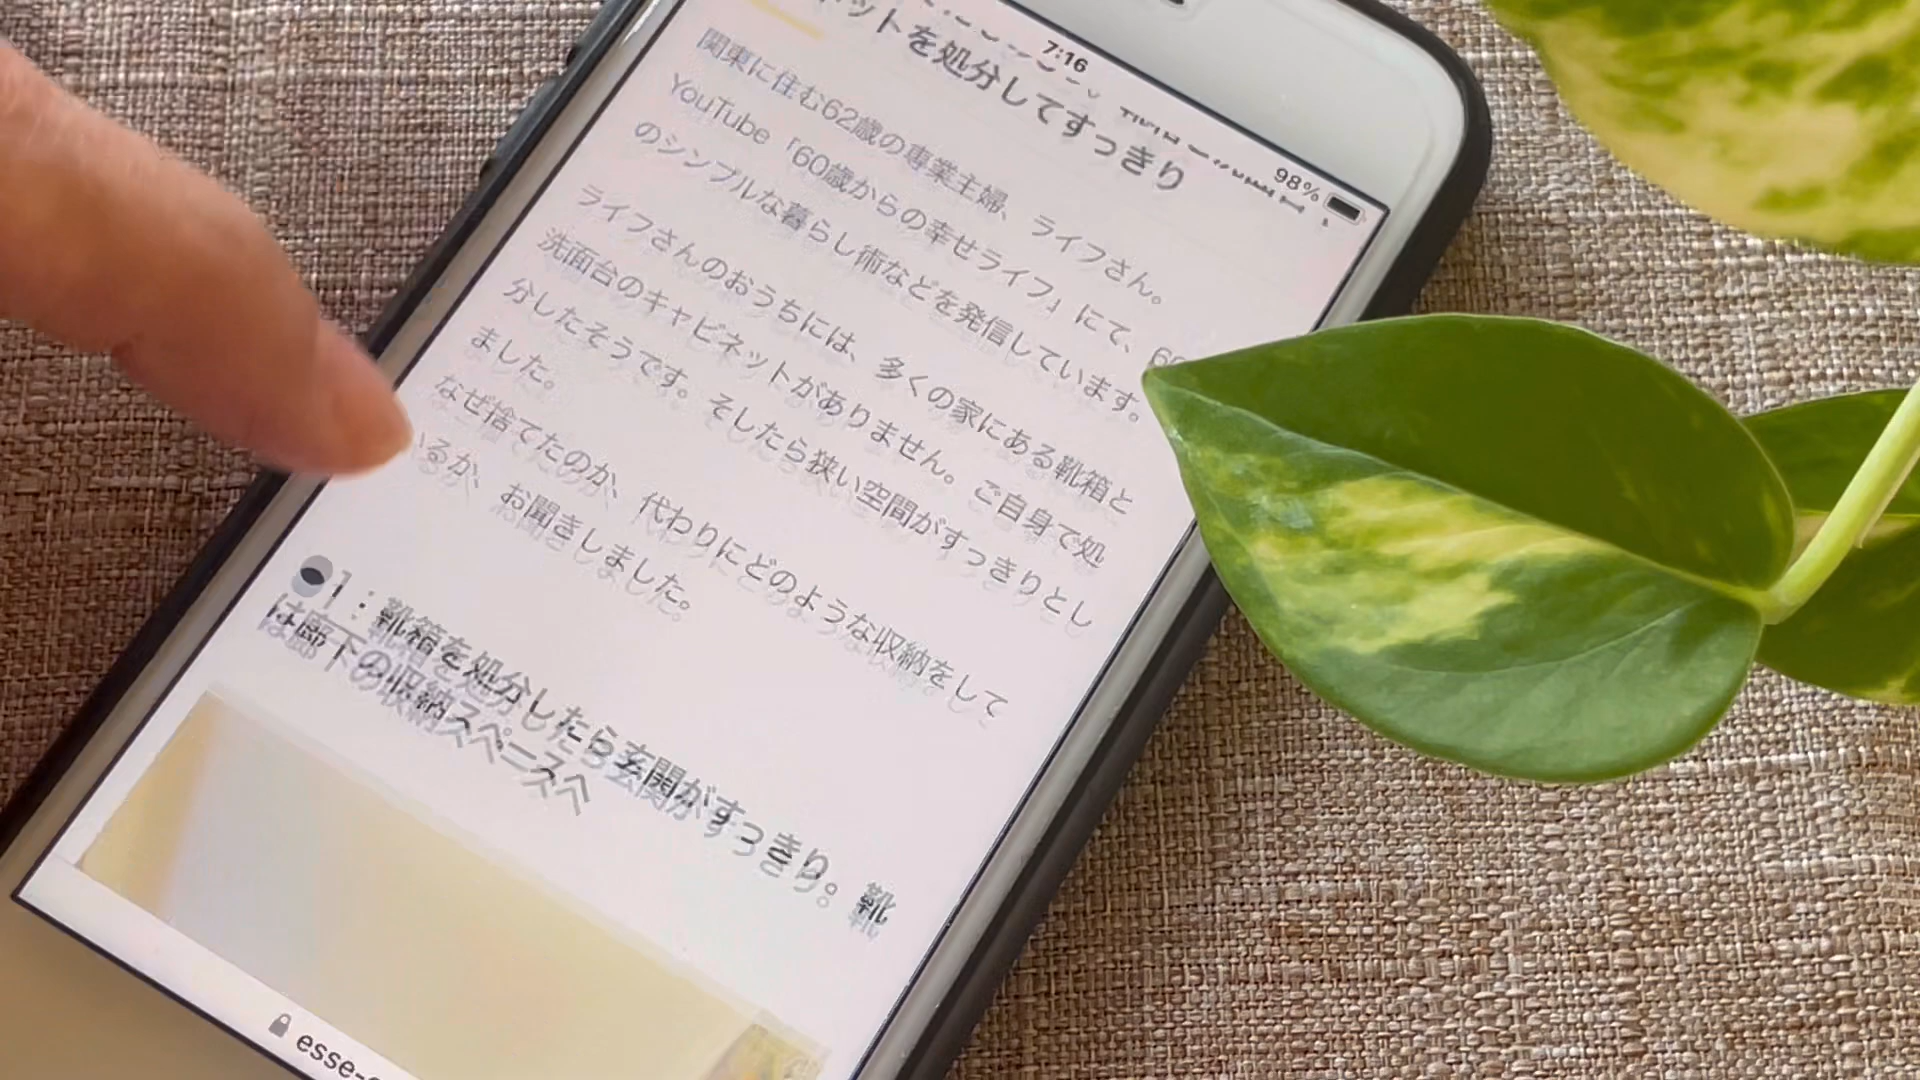 7:16
98%
ネットを処分してすっきり
関東に住む62歳の専業主婦、ライフさん。
YouTube「60歳からの幸せライフ」にて、60
のシンプルな暮らし術などを発信しています。
ライフさんのおうちには、多くの家にある靴箱と
洗面台のキャビネットがありません。ご自身で処
分したそうです。そしたら狭い空間がすっきりとし
ました。
なぜ捨てたのか、代わりにどのような収納をして
いるか、お聞きしました。
1：靴箱を処分したら玄関がすっきり。靴
は廊下の収納スペースへ
esse-